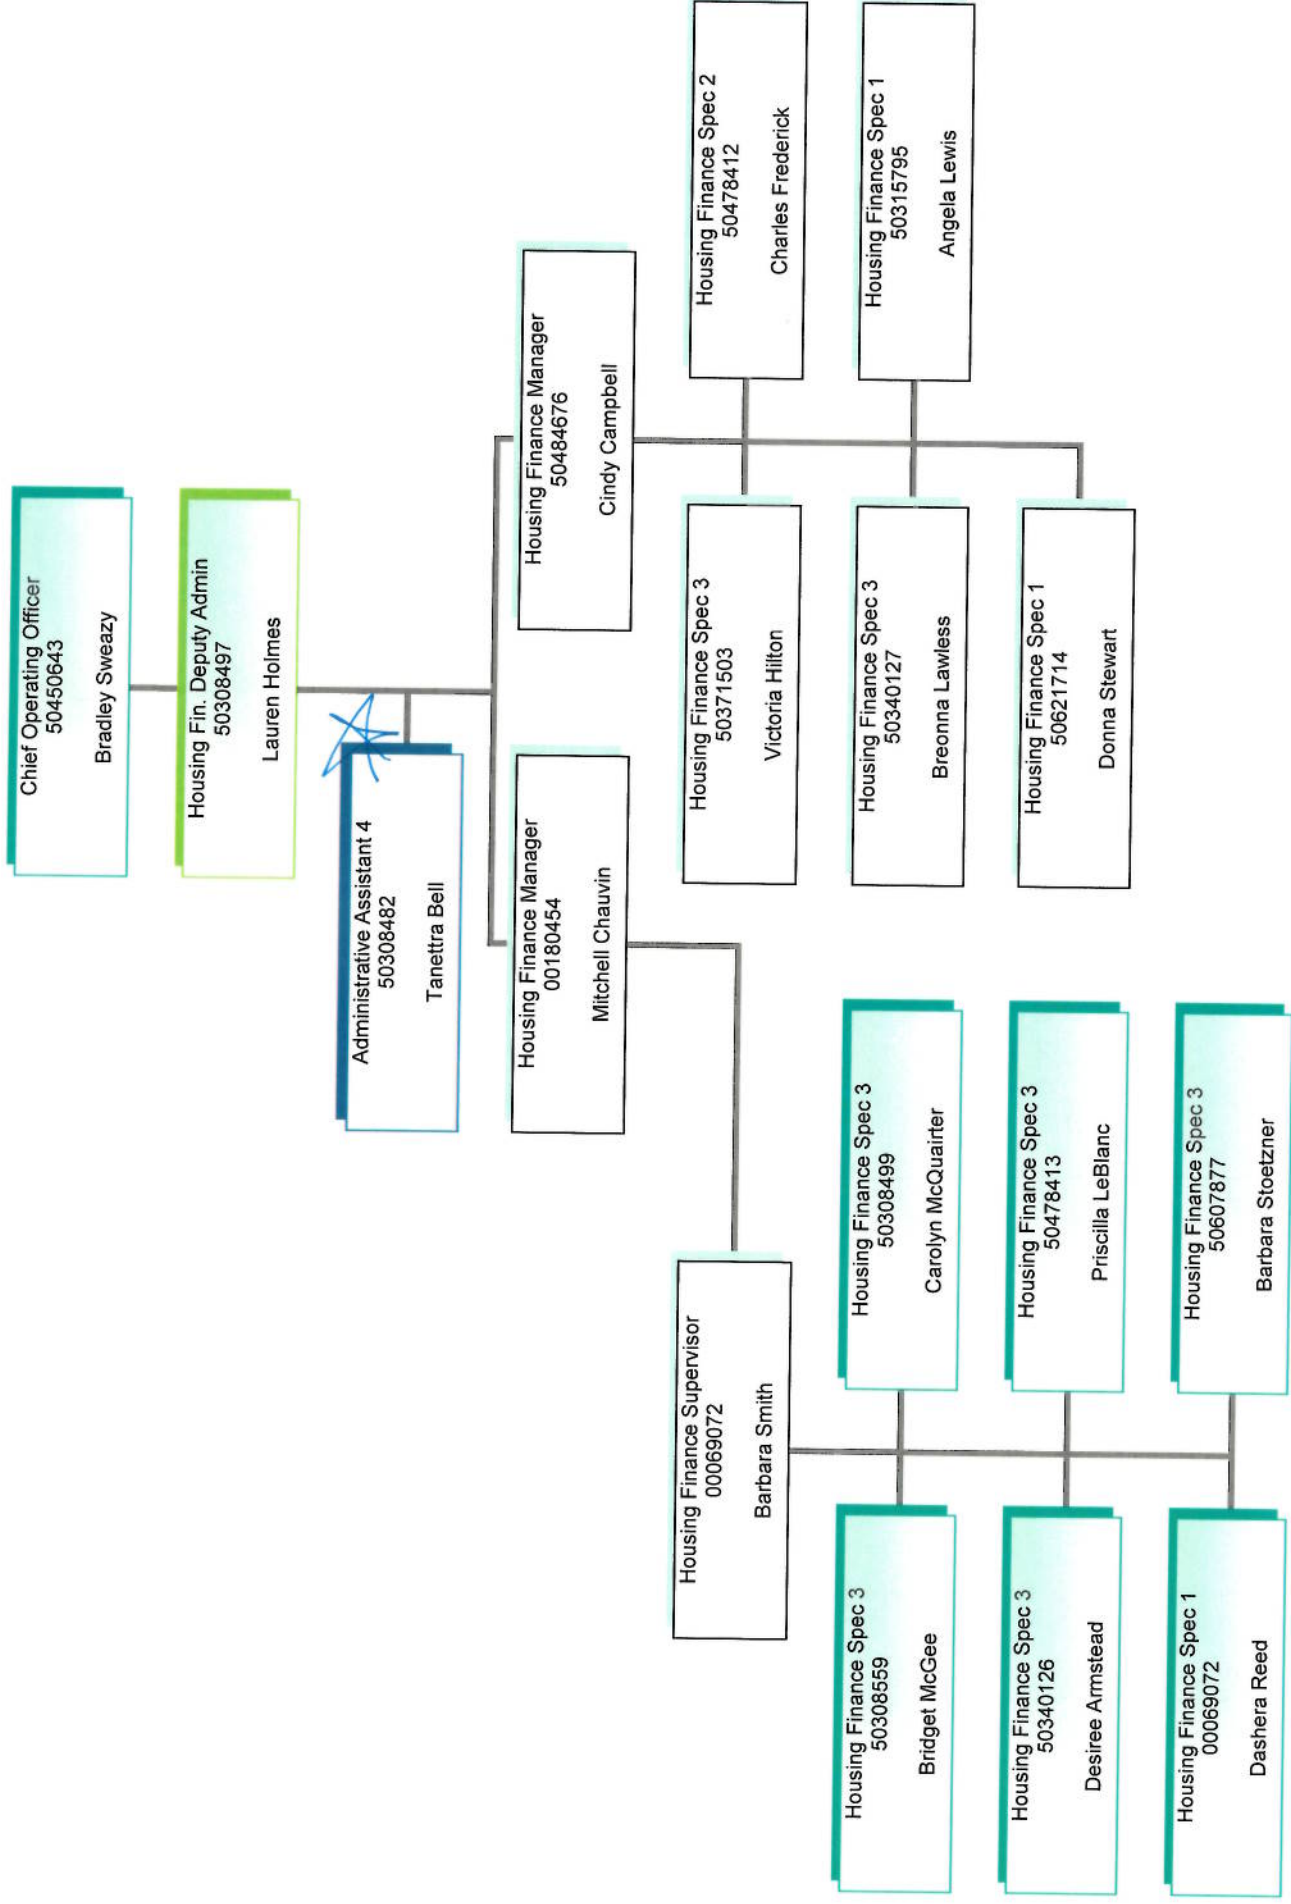 Chief Operating Officer
50450643
Bradley Sweazy
Housing Fin. Deputy Admin
50308497
Lauren Holmes
Administrative Assistant 4
50308482
Tanettra Bell
Housing Finance Manager
00180454
Mitchell Chauvin
Housing Finance Manager
50484676
Cindy Campbell
Housing Finance Supervisor
00069072
Barbara Smith
Housing Finance Spec 3
50371503
Victoria Hilton
Housing Finance Spec 2
50478412
Charles Frederick
Housing Finance Spec 3
50308559
Bridget McGee
Housing Finance Spec 3
50308499
Carolyn McQuairter
Housing Finance Spec 3
50340127
Breonna Lawless
Housing Finance Spec 1
50315795
Angela Lewis
Housing Finance Spec 3
50340126
Desiree Armstead
Housing Finance Spec 3
50478413
Priscilla LeBlanc
Housing Finance Spec 1
50621714
Donna Stewart
Housing Finance Spec 1
00069072
Dashera Reed
Housing Finance Spec 3
50607877
Barbara Stoetzner